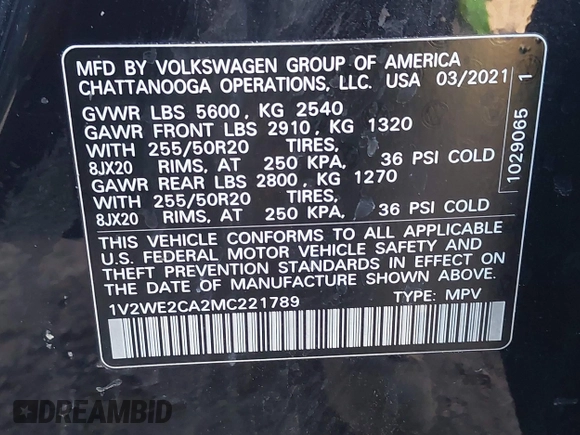 MFD BY VOLKSWAGEN GROUP OF AMERICA
CHATTANOOGA OPERATIONS, LLC. USA 03/2021
GVWR LBS 5600, KG 2540
GAWR FRONT LBS 2910, KG 1320
WITH 255/50R20 TIRES,
8JX20 RIMS, AT 250 KPA, 36 PSI COLD
GAWR REAR LBS 2800, KG 1270
WITH 255/50R20 TIRES,
8JX20 RIMS, AT 250 KPA, 36 PSI COLD
THIS VEHICLE CONFORMS TO ALL APPLICABLE
U.S. FEDERAL MOTOR VEHICLE SAFETY AND
THEFT PREVENTION STANDARDS IN EFFECT ON THE
DATE OF MANUFACTURE SHOWN ABOVE.
1V2WE2CA2MC221789 TYPE: MPV
1029065 1
DREAMBID